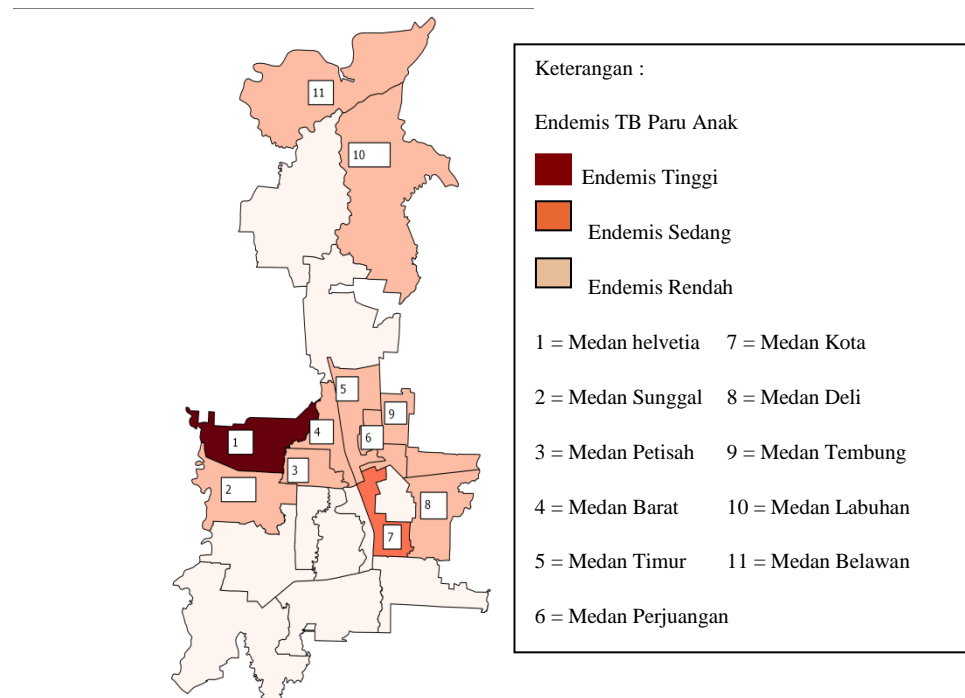 11
10
5
9
4
6
1
3
2
8
7
Keterangan :
Endemis TB Paru Anak
Endemis Tinggi
Endemis Sedang
Endemis Rendah
1 = Medan helvetia 7 = Medan Kota
2 = Medan Sunggal 8 = Medan Deli
3 = Medan Petisah 9 = Medan Tembung
4 = Medan Barat 10 = Medan Labuhan
5 = Medan Timur 11 = Medan Belawan
6 = Medan Perjuangan